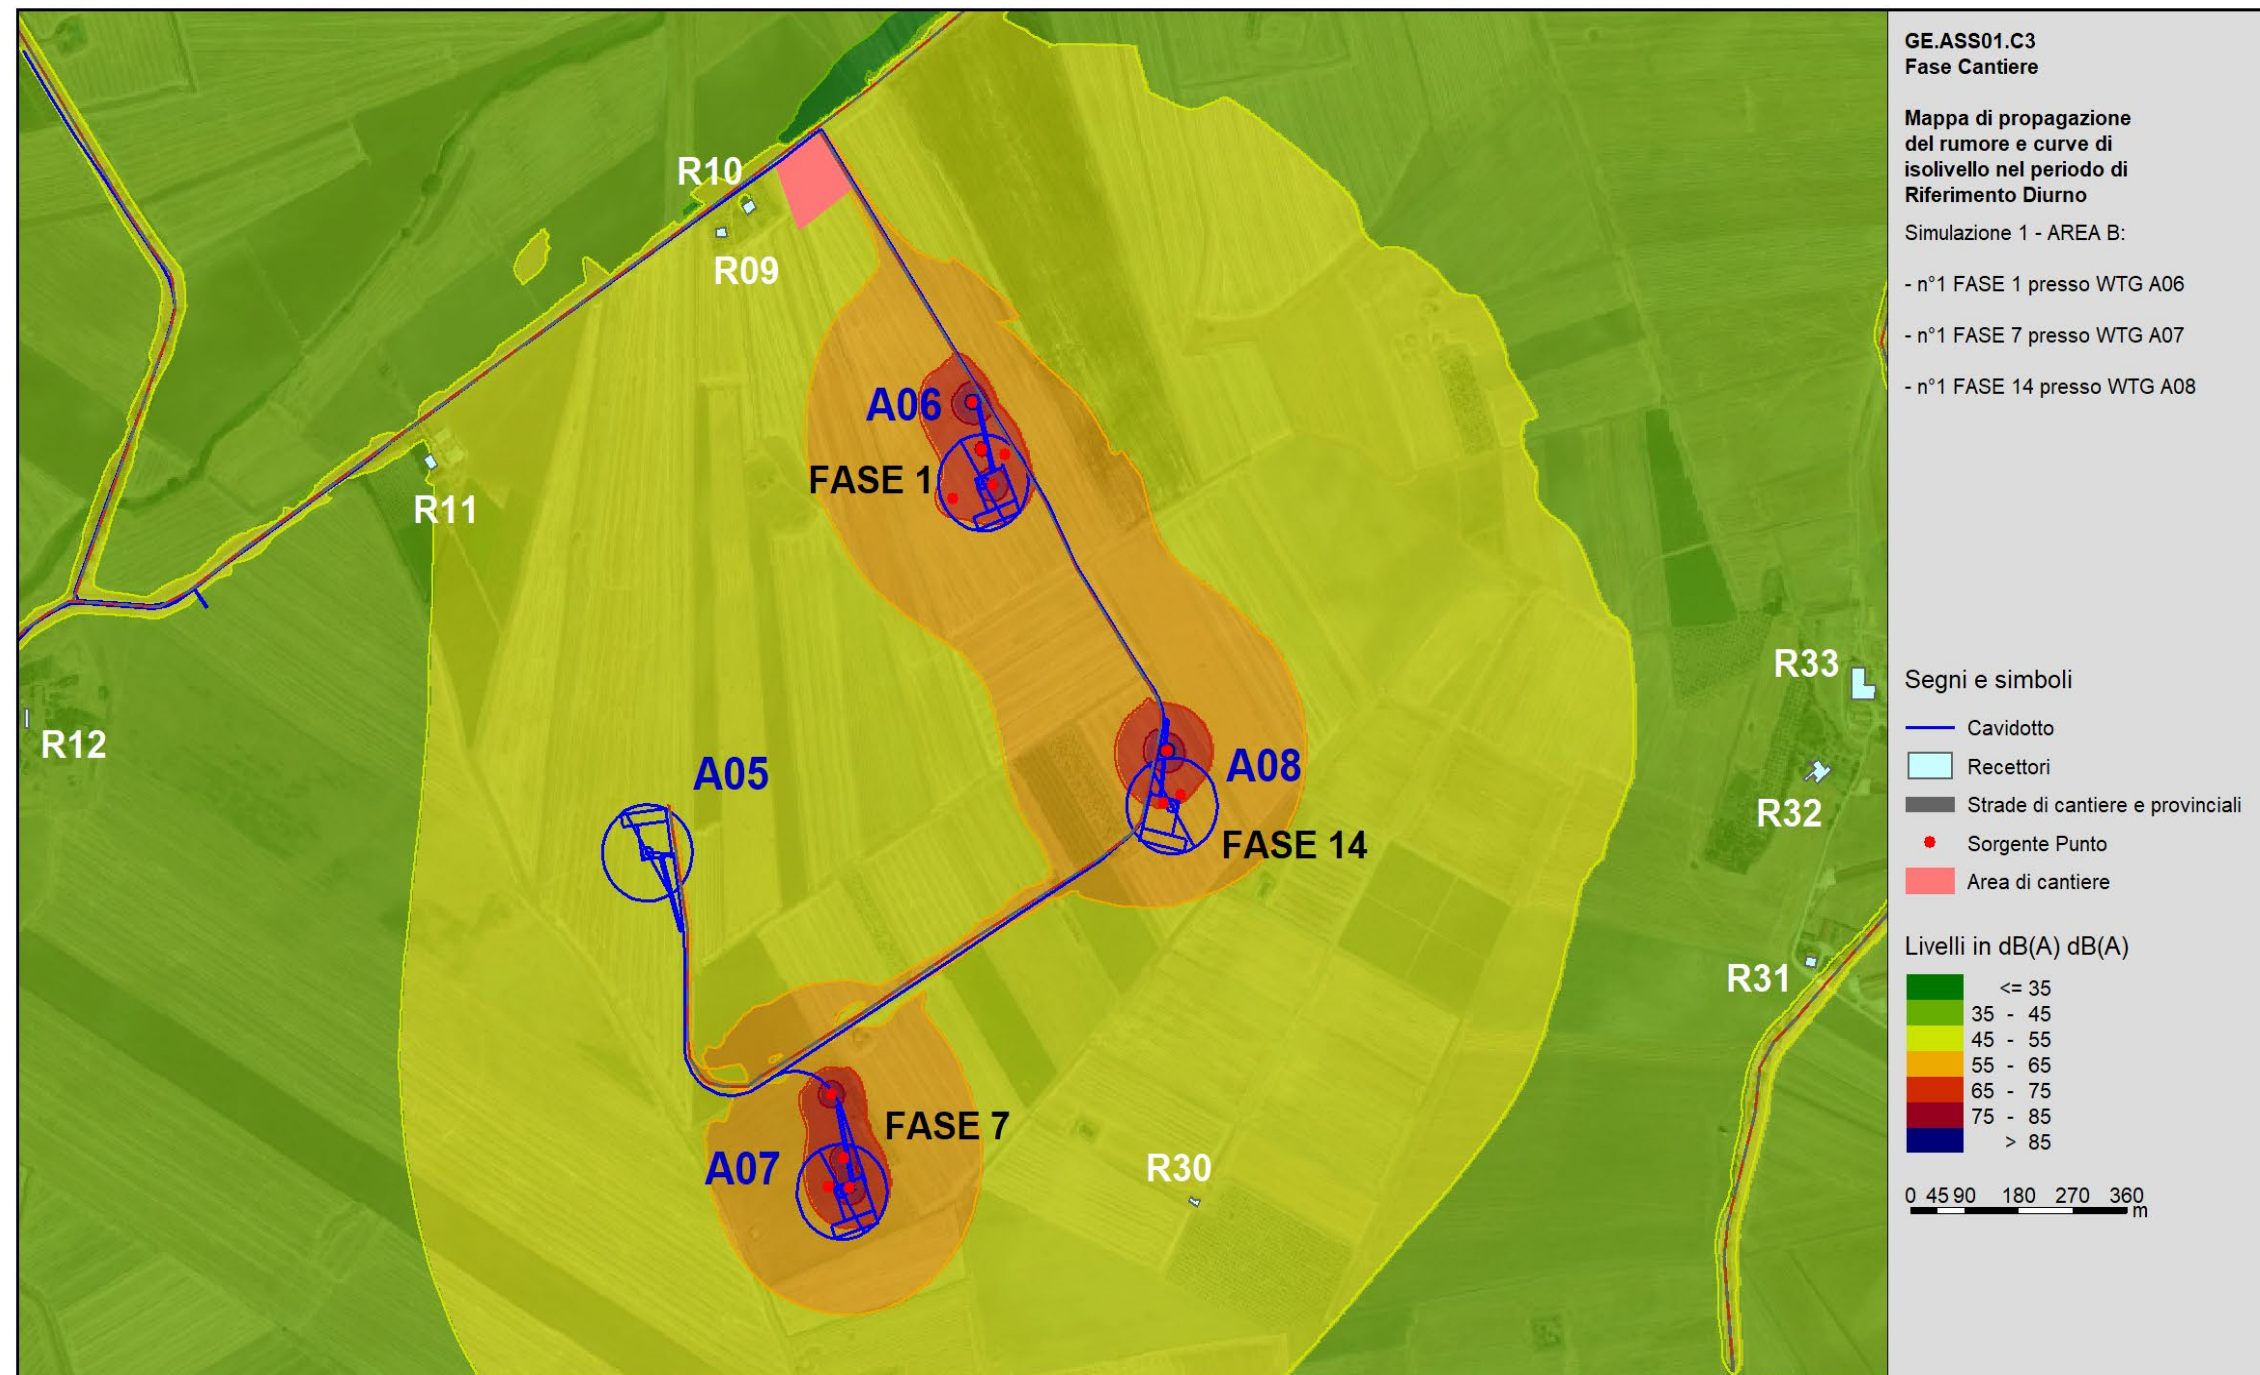 GE.ASS01.C3
Fase Cantiere
Mappa di propagazione
del rumore e curve di
isolivello nel periodo di
Riferimento Diurno
Simulazione 1 - AREA B:
- n°1 FASE 1 presso WTG A06
- n°1 FASE 7 presso WTG A07
- n°1 FASE 14 presso WTG A08
R10
R09
A06
FASE 1
R11
R12
A05
A08
FASE 14
R33
R32
R31
FASE 7
A07
R30
Segni e simboli
Cavidotto
Recettori
Strade di cantiere e provinciali
Sorgente Punto
Area di cantiere
Livelli in dB(A) dB(A)
<= 35
35 - 45
45 - 55
55 - 65
65 - 75
75 - 85
> 85
0 45 90 180 270 360
m